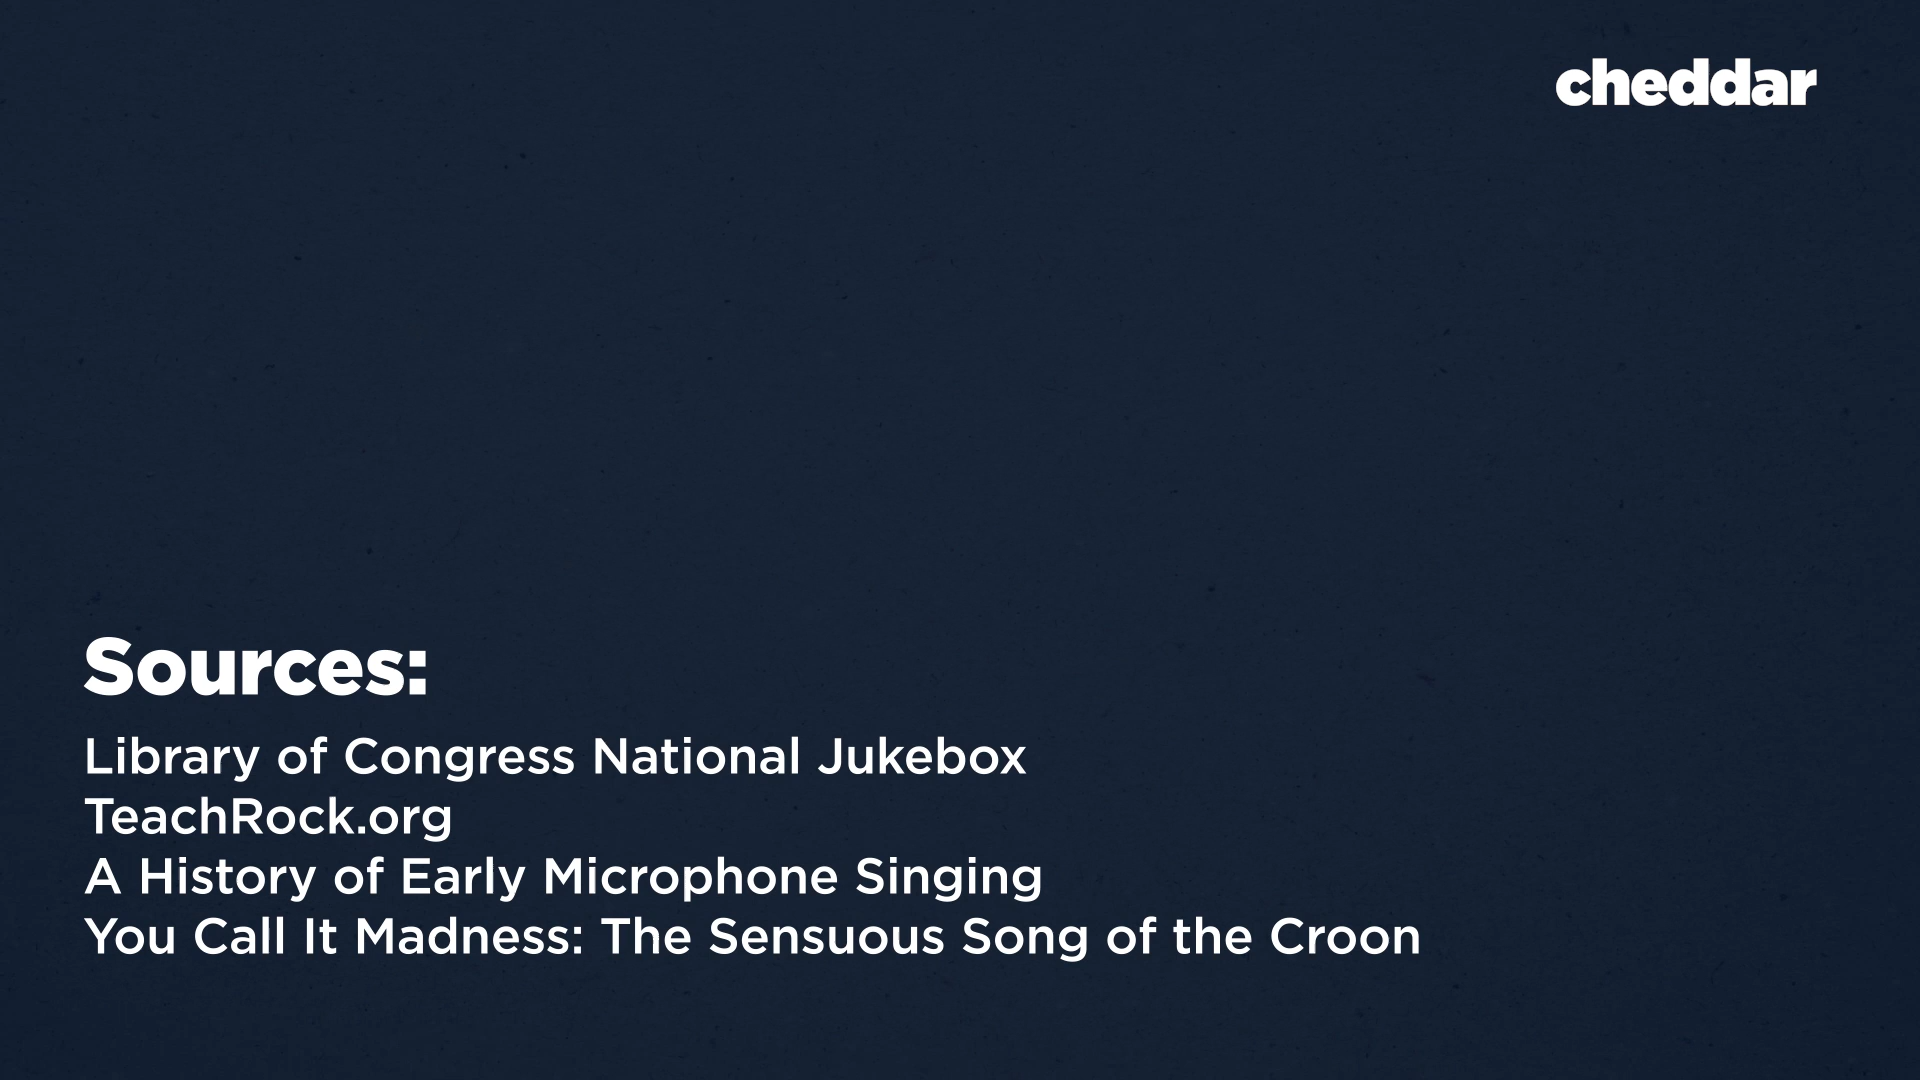 cheddar
Sources:
Library of Congress National Jukebox
TeachRock.org
A History of Early Microphone Singing
You Call It Madness: The Sensuous Song of the Croon